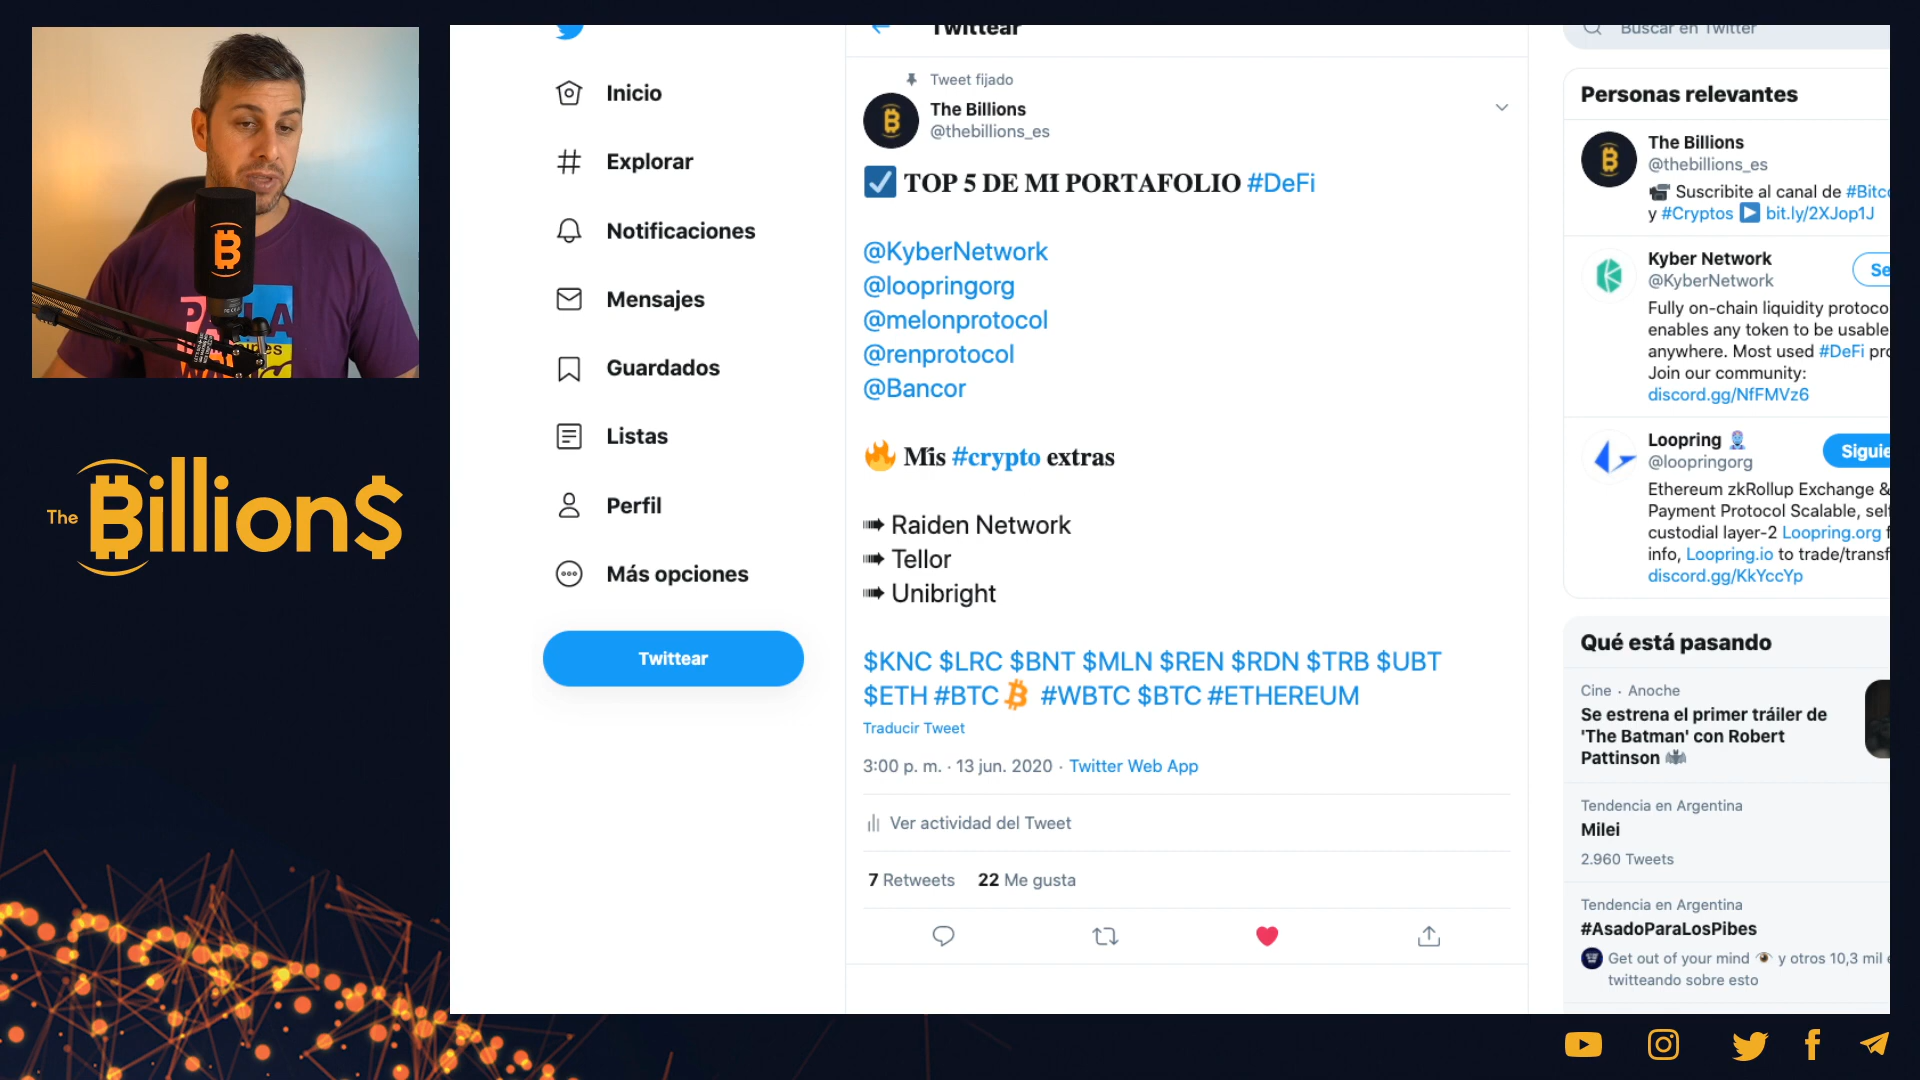 The Billion$
Inicio
Explorar
Notificaciones
Mensajes
Guardados
Listas
Perfil
Más opciones
Twittear
Twittear
Tweet fijado
The Billions
@thebillions_es
TOP 5 DE MI PORTAFOLIO #DeFi
@KyberNetwork
@loopringorg
@melonprotocol
@renprotocol
@Bancor
🔥 Mis #crypto extras
➠ Raiden Network
➠ Tellor
➠ Unibright
$KNC $LRC $BNT $MLN $REN $RDN $TRB $UBT
$ETH #BTC #WBTC $BTC #ETHEREUM
Traducir Tweet
3:00 p. m. · 13 jun. 2020 · Twitter Web App
Ver actividad del Tweet
7 Retweets 22 Me gusta
Buscar en Twitter
Personas relevantes
The Billions
@thebillions_es
Suscribite al canal de #Bitc
y #Cryptos ▶ bit.ly/2XJop1J
Kyber Network
@KyberNetwork
Se
Fully on-chain liquidity protoco
enables any token to be usable
anywhere. Most used #DeFi pro
Join our community:
discord.gg/NfFMVz6
Loopring
@loopringorg
Siguie
Ethereum zkRollup Exchange &
Payment Protocol Scalable, self
custodial layer-2 Loopring.org f
info, Loopring.io to trade/transf
discord.gg/KkYccYp
Qué está pasando
Cine · Anoche
Se estrena el primer tráiler de
'The Batman' con Robert
Pattinson
Tendencia en Argentina
Milei
2.960 Tweets
Tendencia en Argentina
#AsadoParaLosPibes
Get out of your mind y otros 10,3 mil
twitteando sobre esto